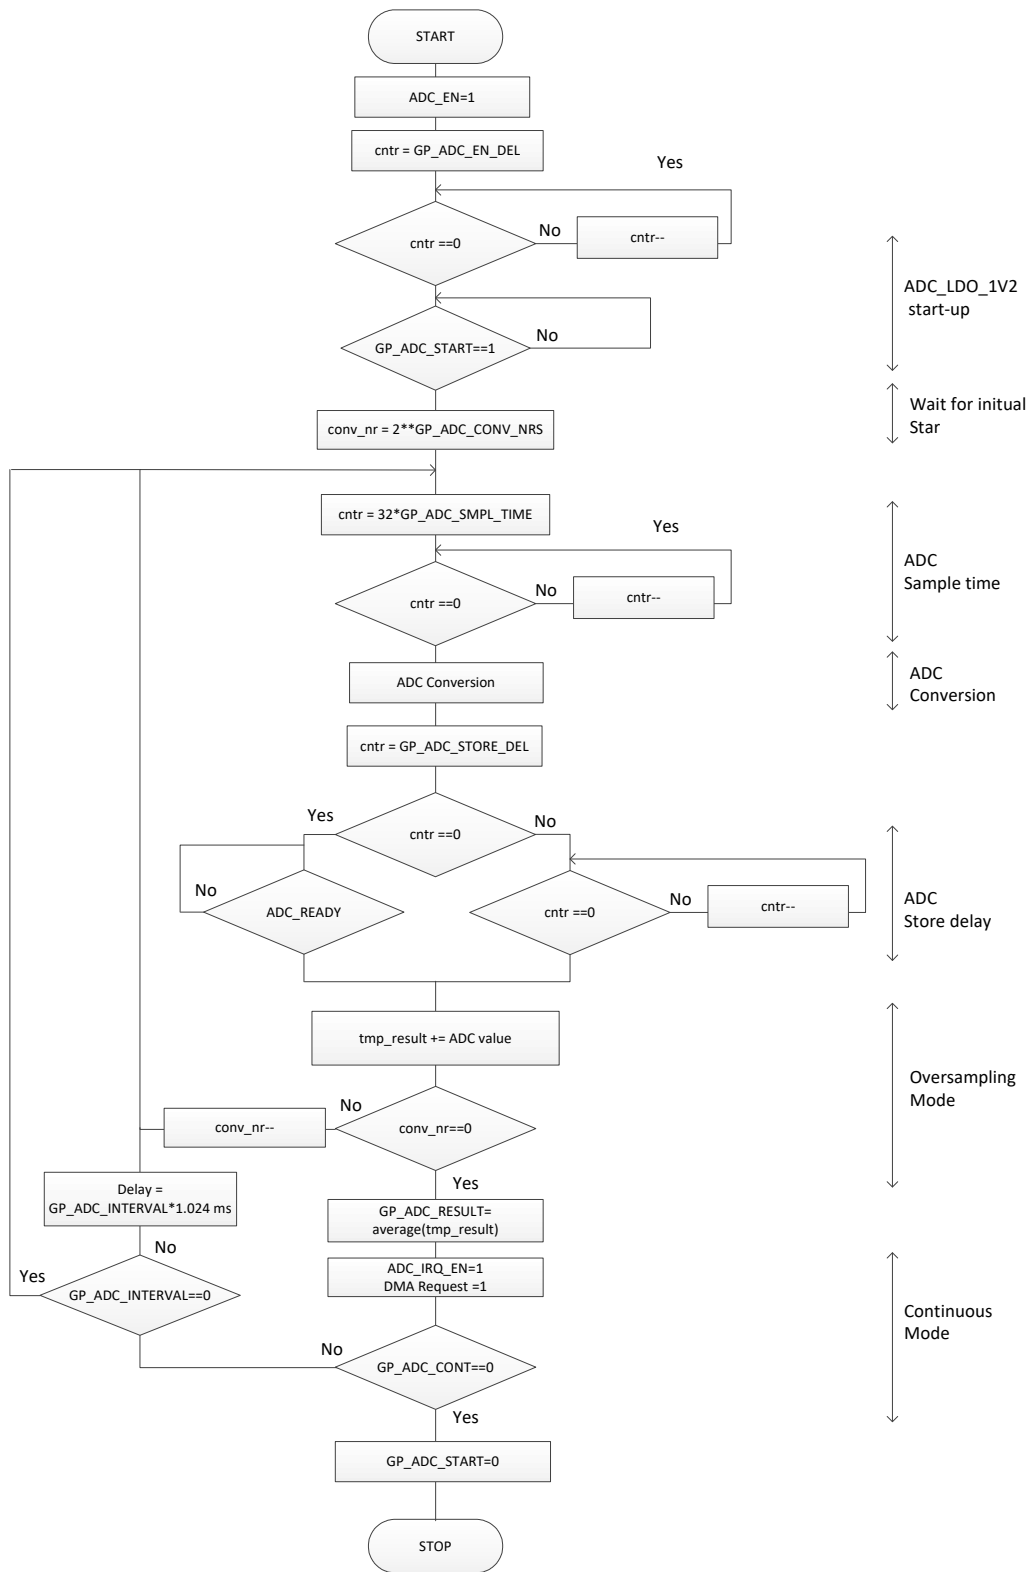 START
ADC_EN=1
cntr = GP_ADC_EN_DEL
Yes
cntr ==0
No
cntr--
ADC_LDO_1V2
start-up
GP_ADC_START==1
No
Wait for initual
Star
conv_nr = 2**GP_ADC_CONV_NRS
cntr = 32*GP_ADC_SMPL_TIME
Yes
cntr ==0
No
cntr--
ADC
Sample time
ADC Conversion
ADC
Conversion
cntr = GP_ADC_STORE_DEL
Yes
cntr ==0
No
No
ADC_READY
cntr ==0
No
cntr--
ADC
Store delay
tmp_result += ADC value
Oversampling
Mode
conv_nr--
No
conv_nr==0
Yes
Delay =
GP_ADC_INTERVAL*1.024 ms
GP_ADC_RESULT=
average(tmp_result)
No
Yes
GP_ADC_INTERVAL==0
ADC_IRQ_EN=1
DMA Request =1
Continuous
Mode
No
GP_ADC_CONT==0
Yes
GP_ADC_START=0
STOP